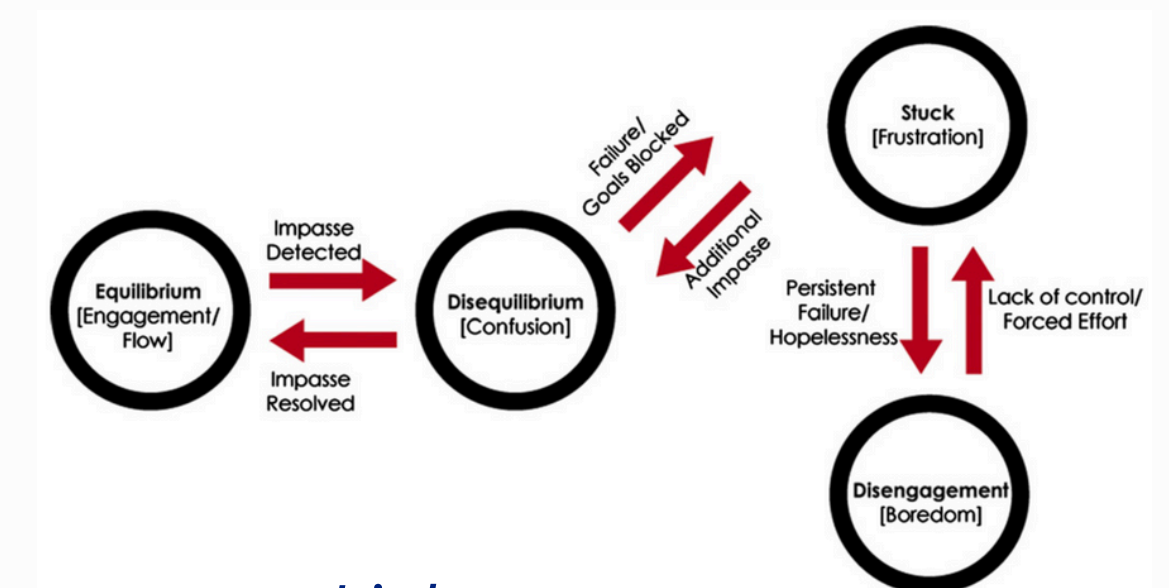 Equilibrium
[Engagement/
Flow]
Impasse
Detected
Impasse
Resolved
Disequilibrium
[Confusion]
Failure/
Goals Blocked
Additional
Impasse
Stuck
[Frustration]
Persistent
Failure/
Hopelessness
Lack of control/
Forced Effort
Disengagement
[Boredom]